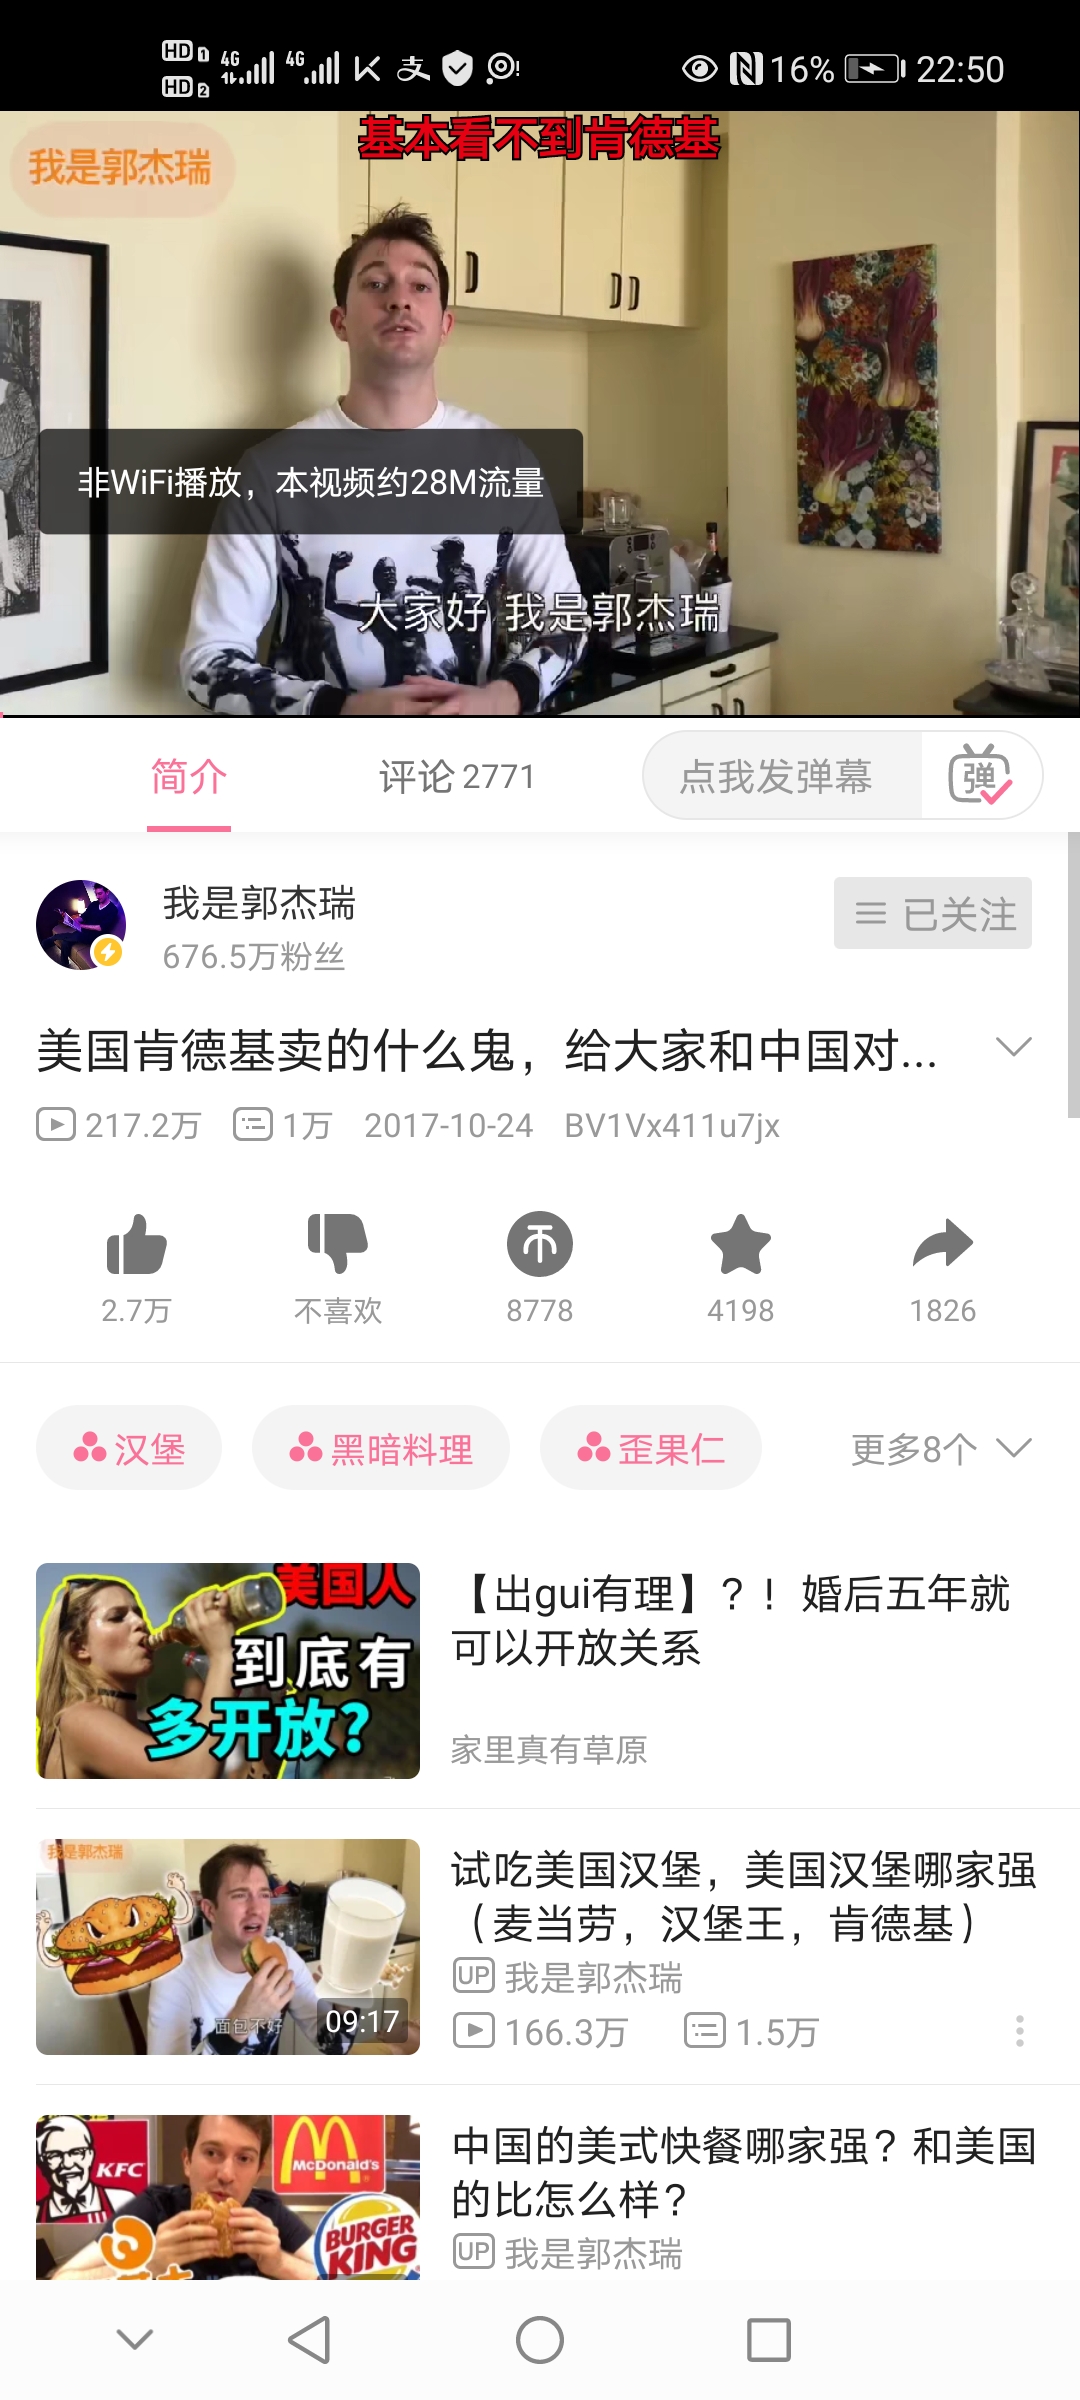 HD 1 4G 4G 支 16% 22:50
HD 2
基本看不到肯德基
我是郭杰瑞
非WiFi播放，本视频约28M流量
大家好 我是郭杰瑞
简介 评论 2771 点我发弹幕 弹
我是郭杰瑞
676.5万粉丝
已关注
美国肯德基卖的什么鬼，给大家和中国对...
217.2万 1万 2017-10-24 BV1Vx411u7jx
2.7万 不喜欢 8778 4198 1826
汉堡 黑暗料理 歪果仁 更多8个
美国人
到底有
多开放?
【出gui有理】？！婚后五年就
可以开放关系
家里真有草原
我是郭杰瑞
面包不好
09:17
试吃美国汉堡，美国汉堡哪家强
（麦当劳，汉堡王，肯德基）
UP 我是郭杰瑞
166.3万 1.5万
KFC
McDonald's
BURGER
KING
中国的美式快餐哪家强？和美国
的比怎么样？
UP 我是郭杰瑞